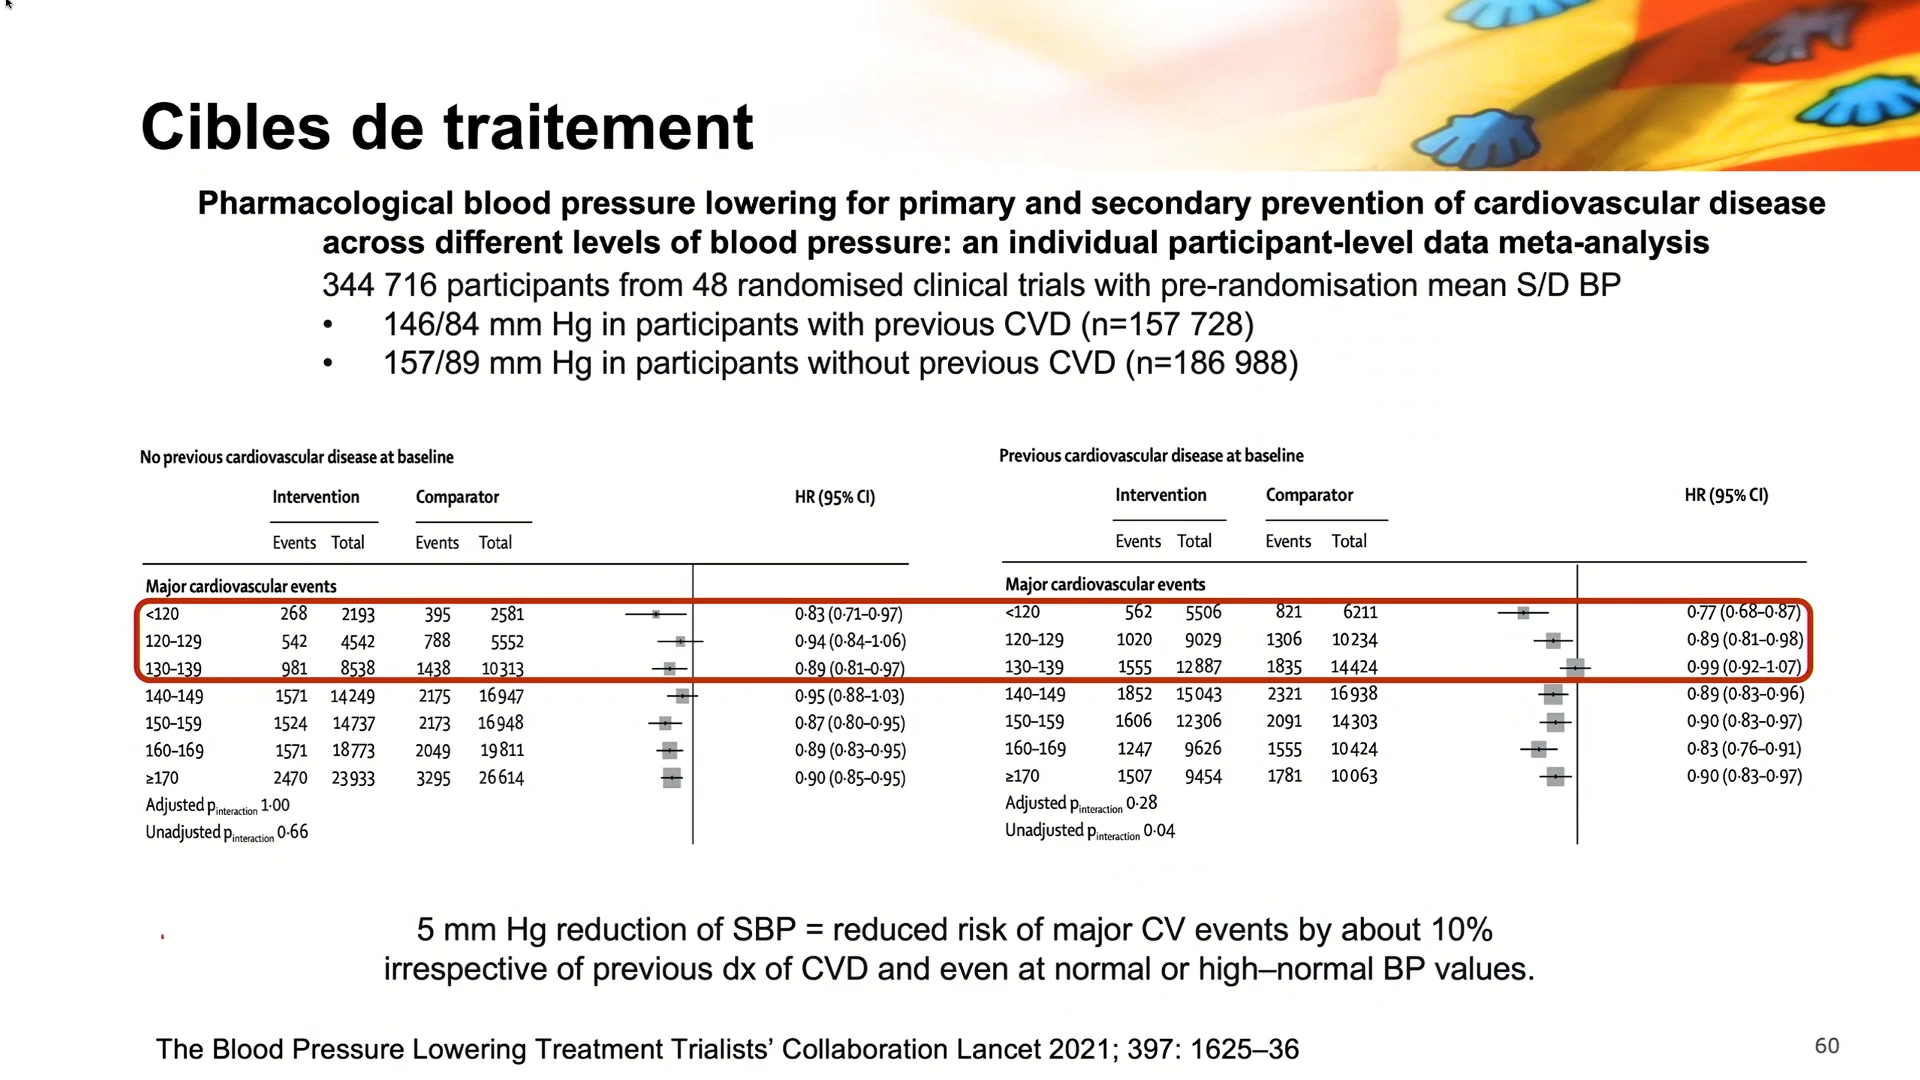 Cibles de traitement
Pharmacological blood pressure lowering for primary and secondary prevention of cardiovascular disease
across different levels of blood pressure: an individual participant-level data meta-analysis
344 716 participants from 48 randomised clinical trials with pre-randomisation mean S/D BP
• 146/84 mm Hg in participants with previous CVD (n=157 728)
• 157/89 mm Hg in participants without previous CVD (n=186 988)
No previous cardiovascular disease at baseline
Intervention Comparator HR (95% CI)
Events Total Events Total
Major cardiovascular events
<120 268 2193 395 2581 0·83 (0·71–0·97)
120–129 542 4542 788 5552 0·94 (0·84–1·06)
130–139 981 8538 1438 10313 0·89 (0·81–0·97)
140–149 1571 14249 2175 16947 0·95 (0·88–1·03)
150–159 1524 14737 2173 16948 0·87 (0·80–0·95)
160–169 1571 18773 2049 19811 0·89 (0·83–0·95)
≥170 2470 23933 3295 26614 0·90 (0·85–0·95)
Adjusted pinteraction 1·00
Unadjusted pinteraction 0·66
Previous cardiovascular disease at baseline
Intervention Comparator HR (95% CI)
Events Total Events Total
Major cardiovascular events
<120 562 5506 821 6211 0·77 (0·68–0·87)
120–129 1020 9029 1306 10234 0·89 (0·81–0·98)
130–139 1555 12887 1835 14424 0·99 (0·92–1·07)
140–149 1852 15043 2321 16938 0·89 (0·83–0·96)
150–159 1606 12306 2091 14303 0·90 (0·83–0·97)
160–169 1247 9626 1555 10424 0·83 (0·76–0·91)
≥170 1507 9454 1781 10063 0·90 (0·83–0·97)
Adjusted pinteraction 0·28
Unadjusted pinteraction 0·04
5 mm Hg reduction of SBP = reduced risk of major CV events by about 10%
irrespective of previous dx of CVD and even at normal or high–normal BP values.
The Blood Pressure Lowering Treatment Trialists’ Collaboration Lancet 2021; 397: 1625–36
60